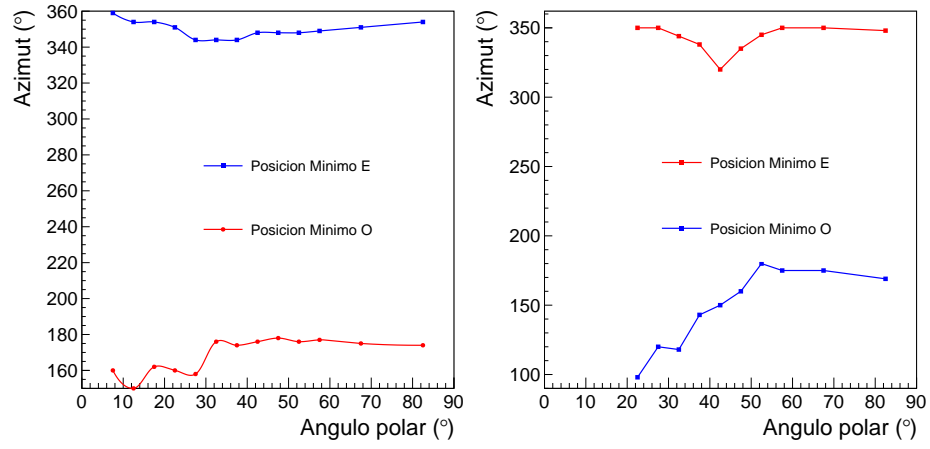 Azimut (°)
360
340
320
300
280
260
240
220
200
180
160
Posicion Minimo E
Posicion Minimo O
0 10 20 30 40 50 60 70 80 90
Angulo polar (°)
Azimut (°)
350
300
250
200
150
100
Posicion Minimo E
Posicion Minimo O
0 10 20 30 40 50 60 70 80 90
Angulo polar (°)